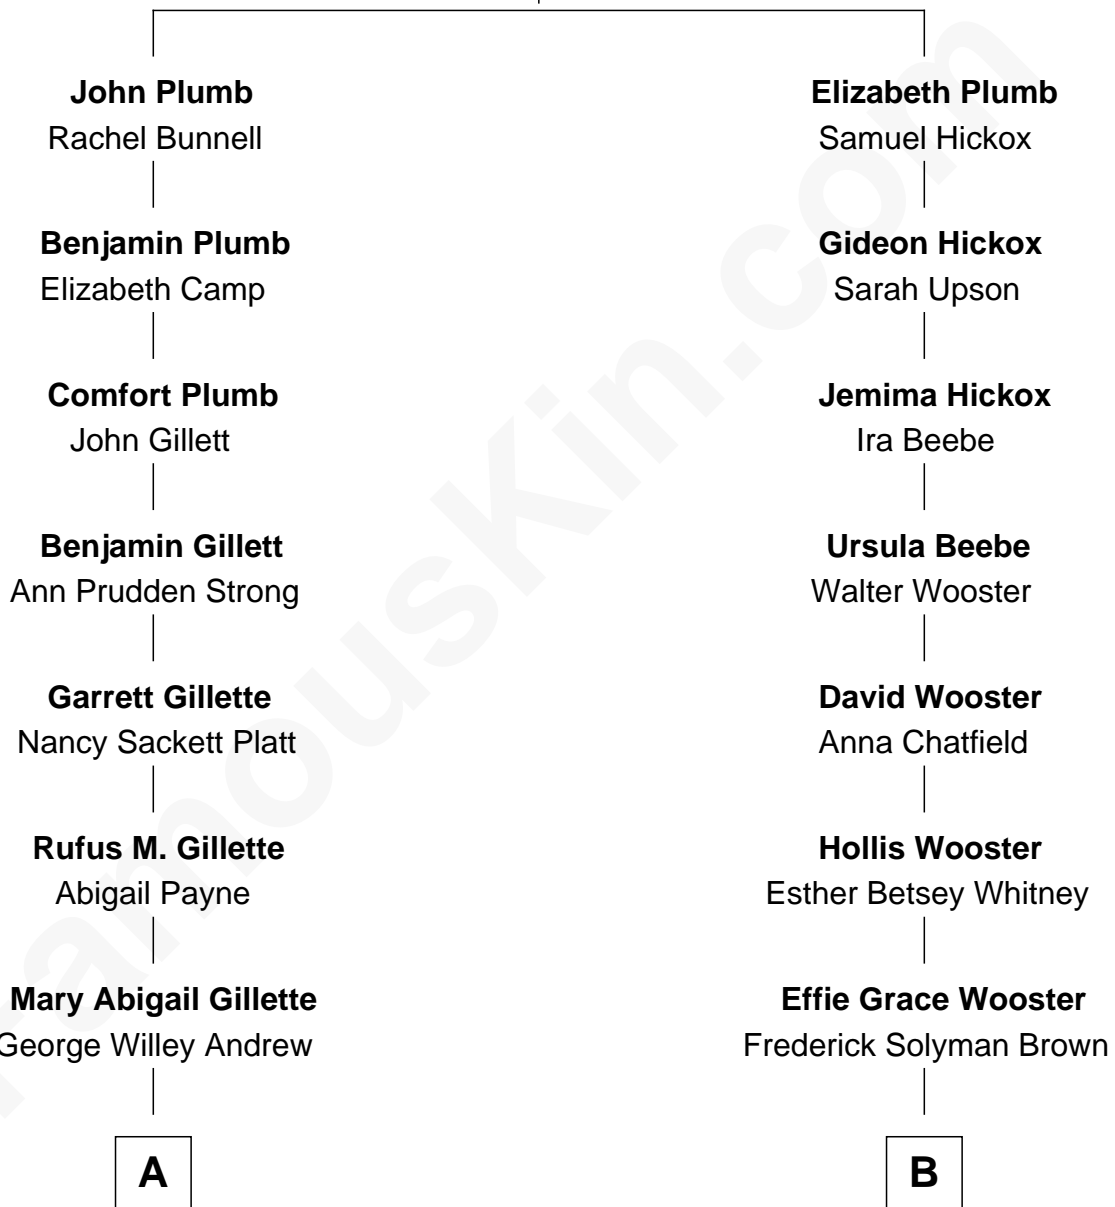 John Plumb
Rachel Bunnell
Benjamin Plumb
Elizabeth Camp
Comfort Plumb
John Gillett
Benjamin Gillett
Ann Prudden Strong
Garrett Gillette
Nancy Sackett Platt
Rufus M. Gillette
Abigail Payne
Mary Abigail Gillette
George Willey Andrew
A
Elizabeth Plumb
Samuel Hickox
Gideon Hickox
Sarah Upson
Jemima Hickox
Ira Beebe
Ursula Beebe
Walter Wooster
David Wooster
Anna Chatfield
Hollis Wooster
Esther Betsey Whitney
Effie Grace Wooster
Frederick Solyman Brown
B
FamousKin.com